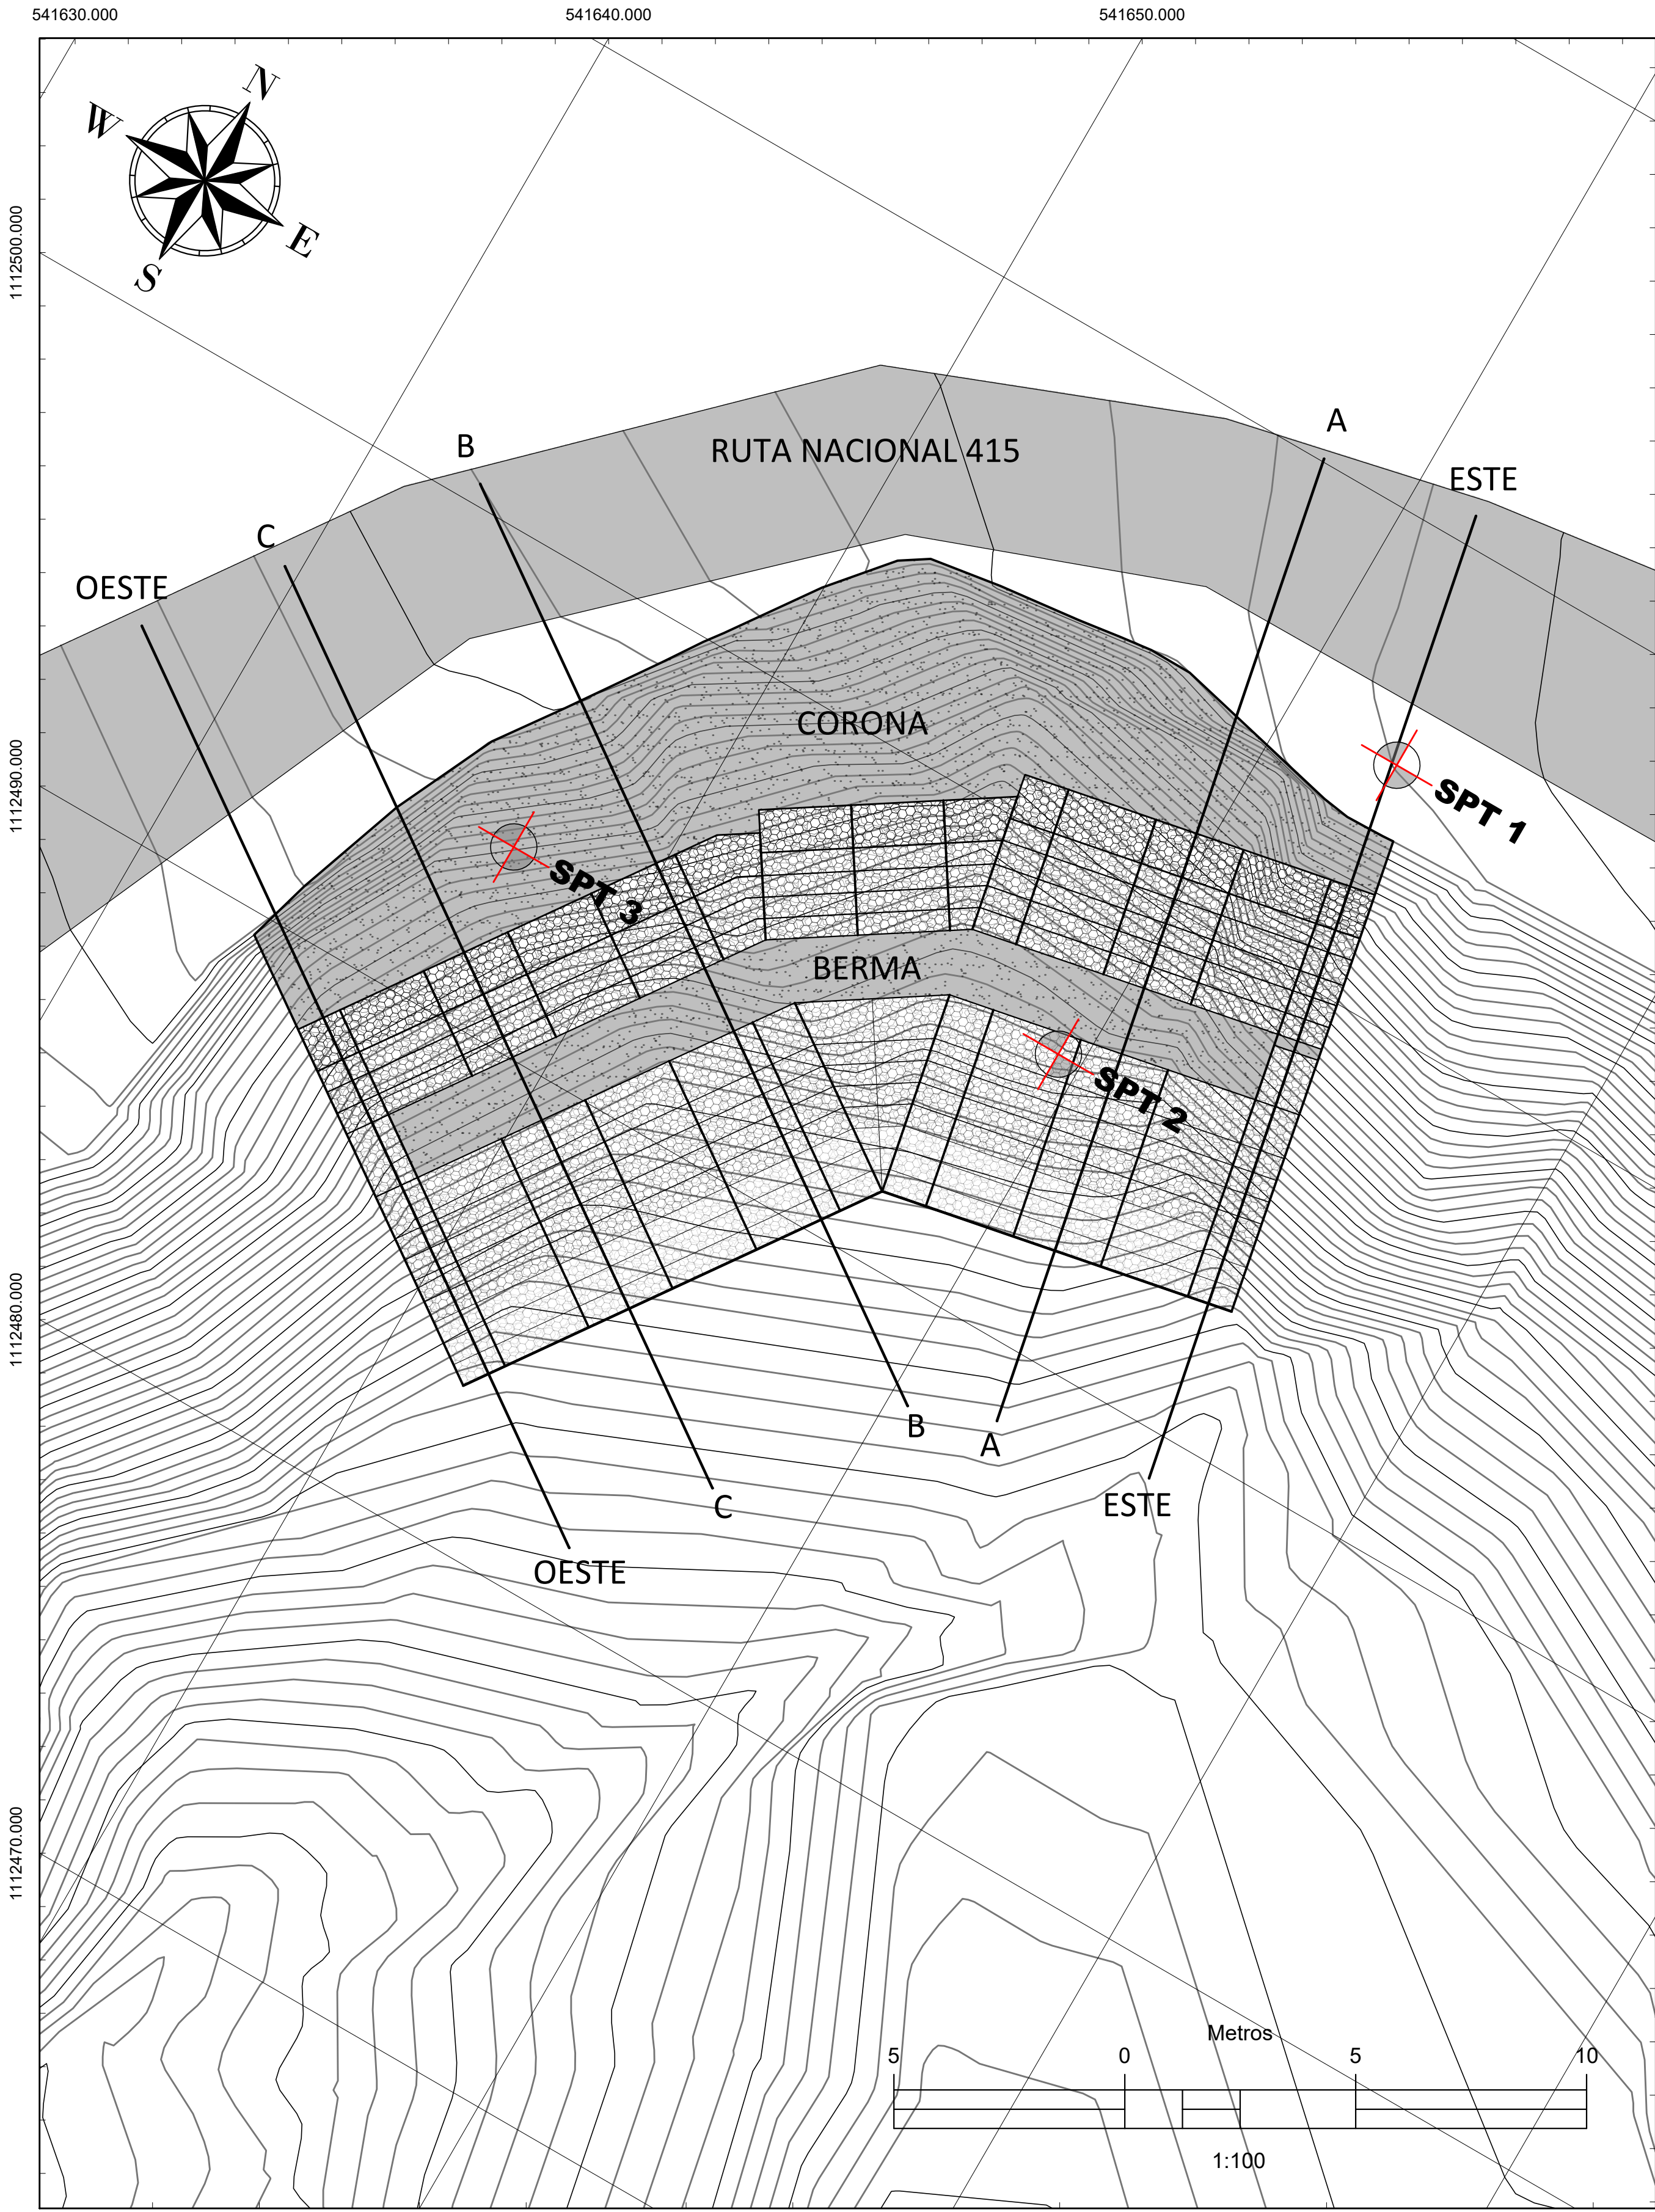 541630.000
541640.000
541650.000
N
W
E
S
1112500.000
A
B
RUTA NACIONAL 415
ESTE
C
OESTE
CORONA
1112490.000
SPT 1
SPT 3
BERMA
SPT 2
1112480.000
B
A
C
ESTE
OESTE
1112470.000
Metros
5 0 5 10
1:100